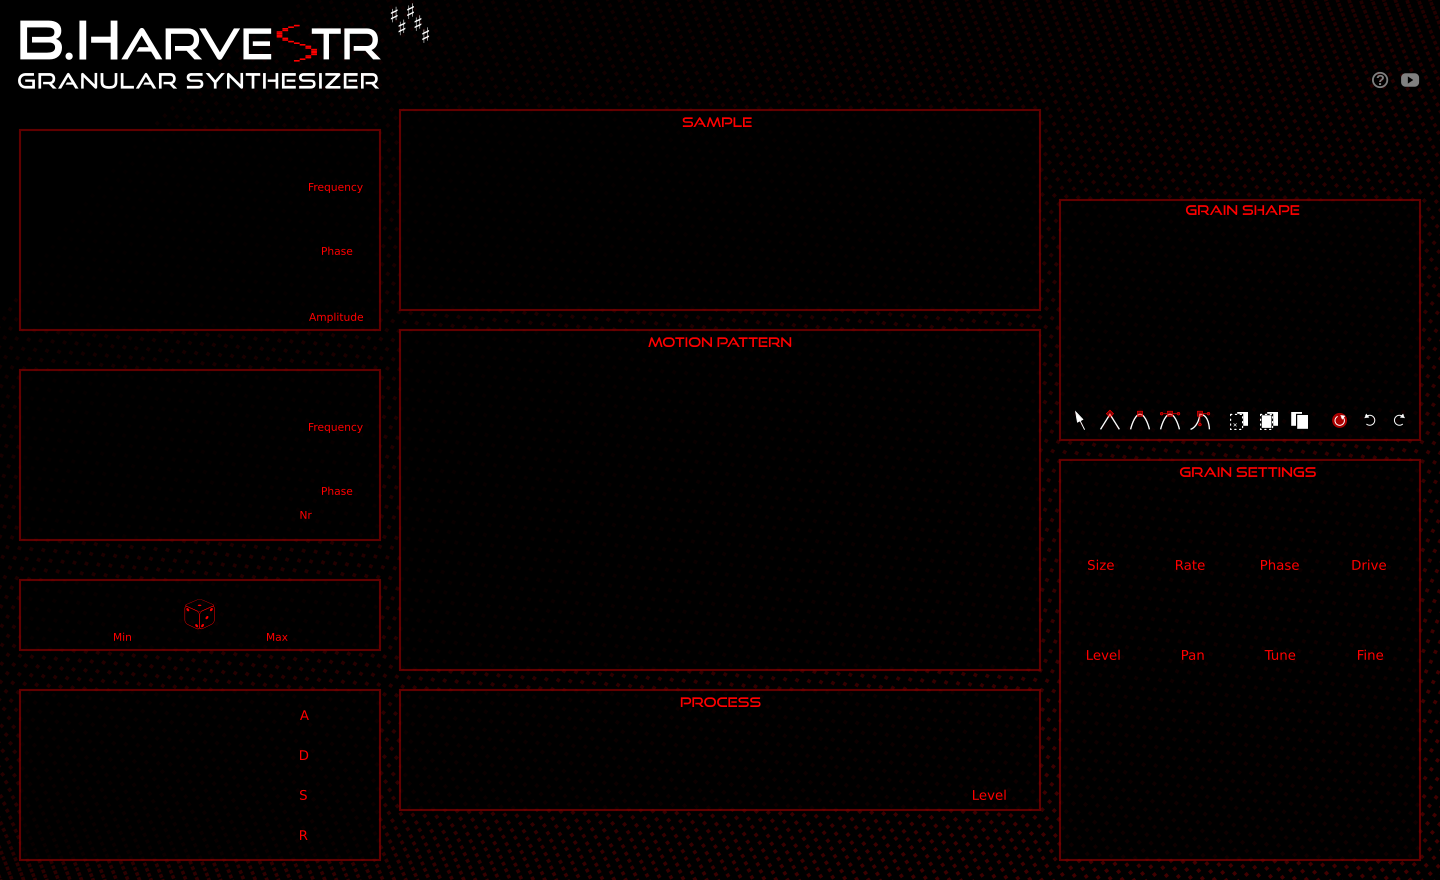 B.HARVESTR
GRANULAR SYNTHESIZER
Frequency
Phase
Amplitude
Frequency
Phase
Nr
Min
Max
A
D
S
R
SAMPLE
MOTION PATTERN
PROCESS
Level
GRAIN SHAPE
GRAIN SETTINGS
Size Rate Phase Drive
Level Pan Tune Fine